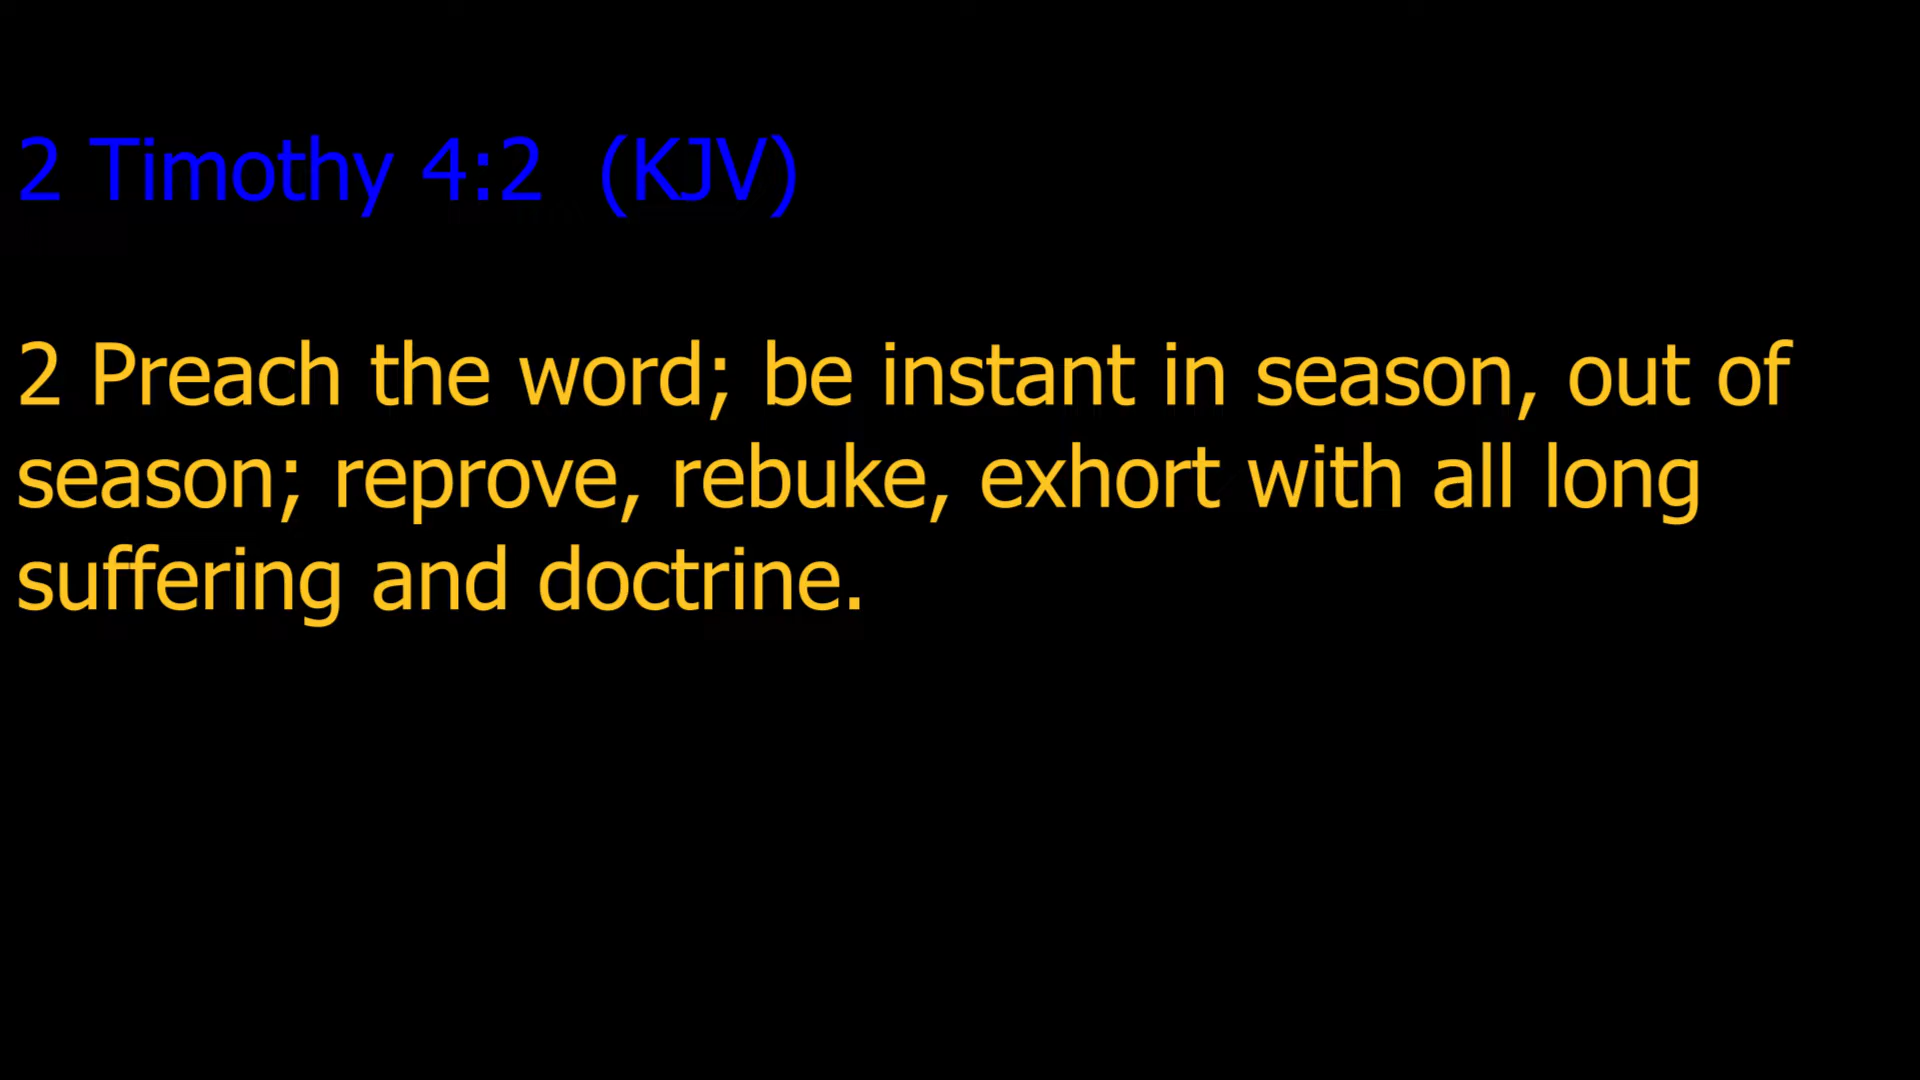 2 Timothy 4:2  (KJV)
2 Preach the word; be instant in season, out of
season; reprove, rebuke, exhort with all long
suffering and doctrine.